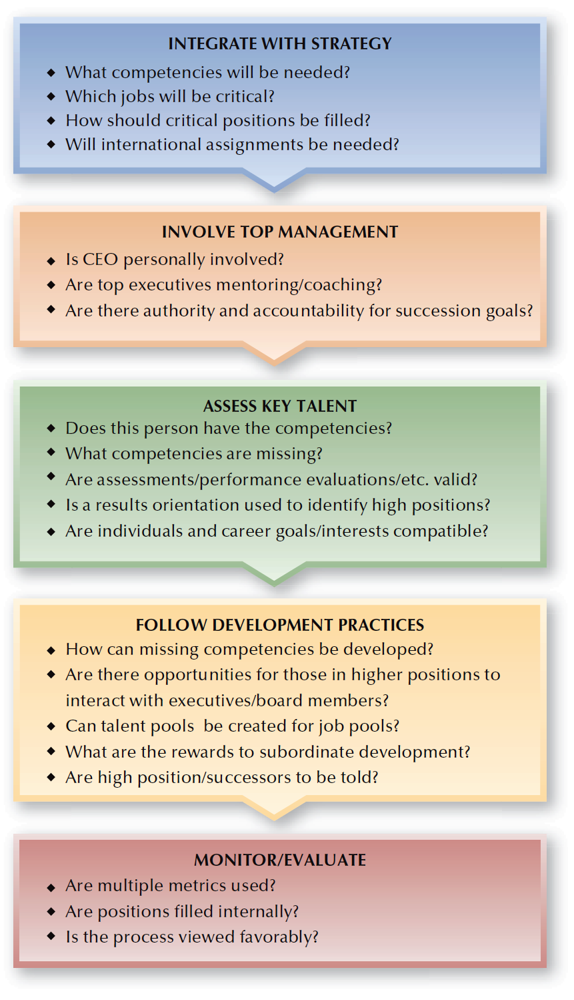 INTEGRATE WITH STRATEGY
◆ What competencies will be needed?
◆ Which jobs will be critical?
◆ How should critical positions be filled?
◆ Will international assignments be needed?
INVOLVE TOP MANAGEMENT
◆ Is CEO personally involved?
◆ Are top executives mentoring/coaching?
◆ Are there authority and accountability for succession goals?
ASSESS KEY TALENT
◆ Does this person have the competencies?
◆ What competencies are missing?
◆ Are assessments/performance evaluations/etc. valid?
◆ Is a results orientation used to identify high positions?
◆ Are individuals and career goals/interests compatible?
FOLLOW DEVELOPMENT PRACTICES
◆ How can missing competencies be developed?
◆ Are there opportunities for those in higher positions to
interact with executives/board members?
◆ Can talent pools be created for job pools?
◆ What are the rewards to subordinate development?
◆ Are high position/successors to be told?
MONITOR/EVALUATE
◆ Are multiple metrics used?
◆ Are positions filled internally?
◆ Is the process viewed favorably?